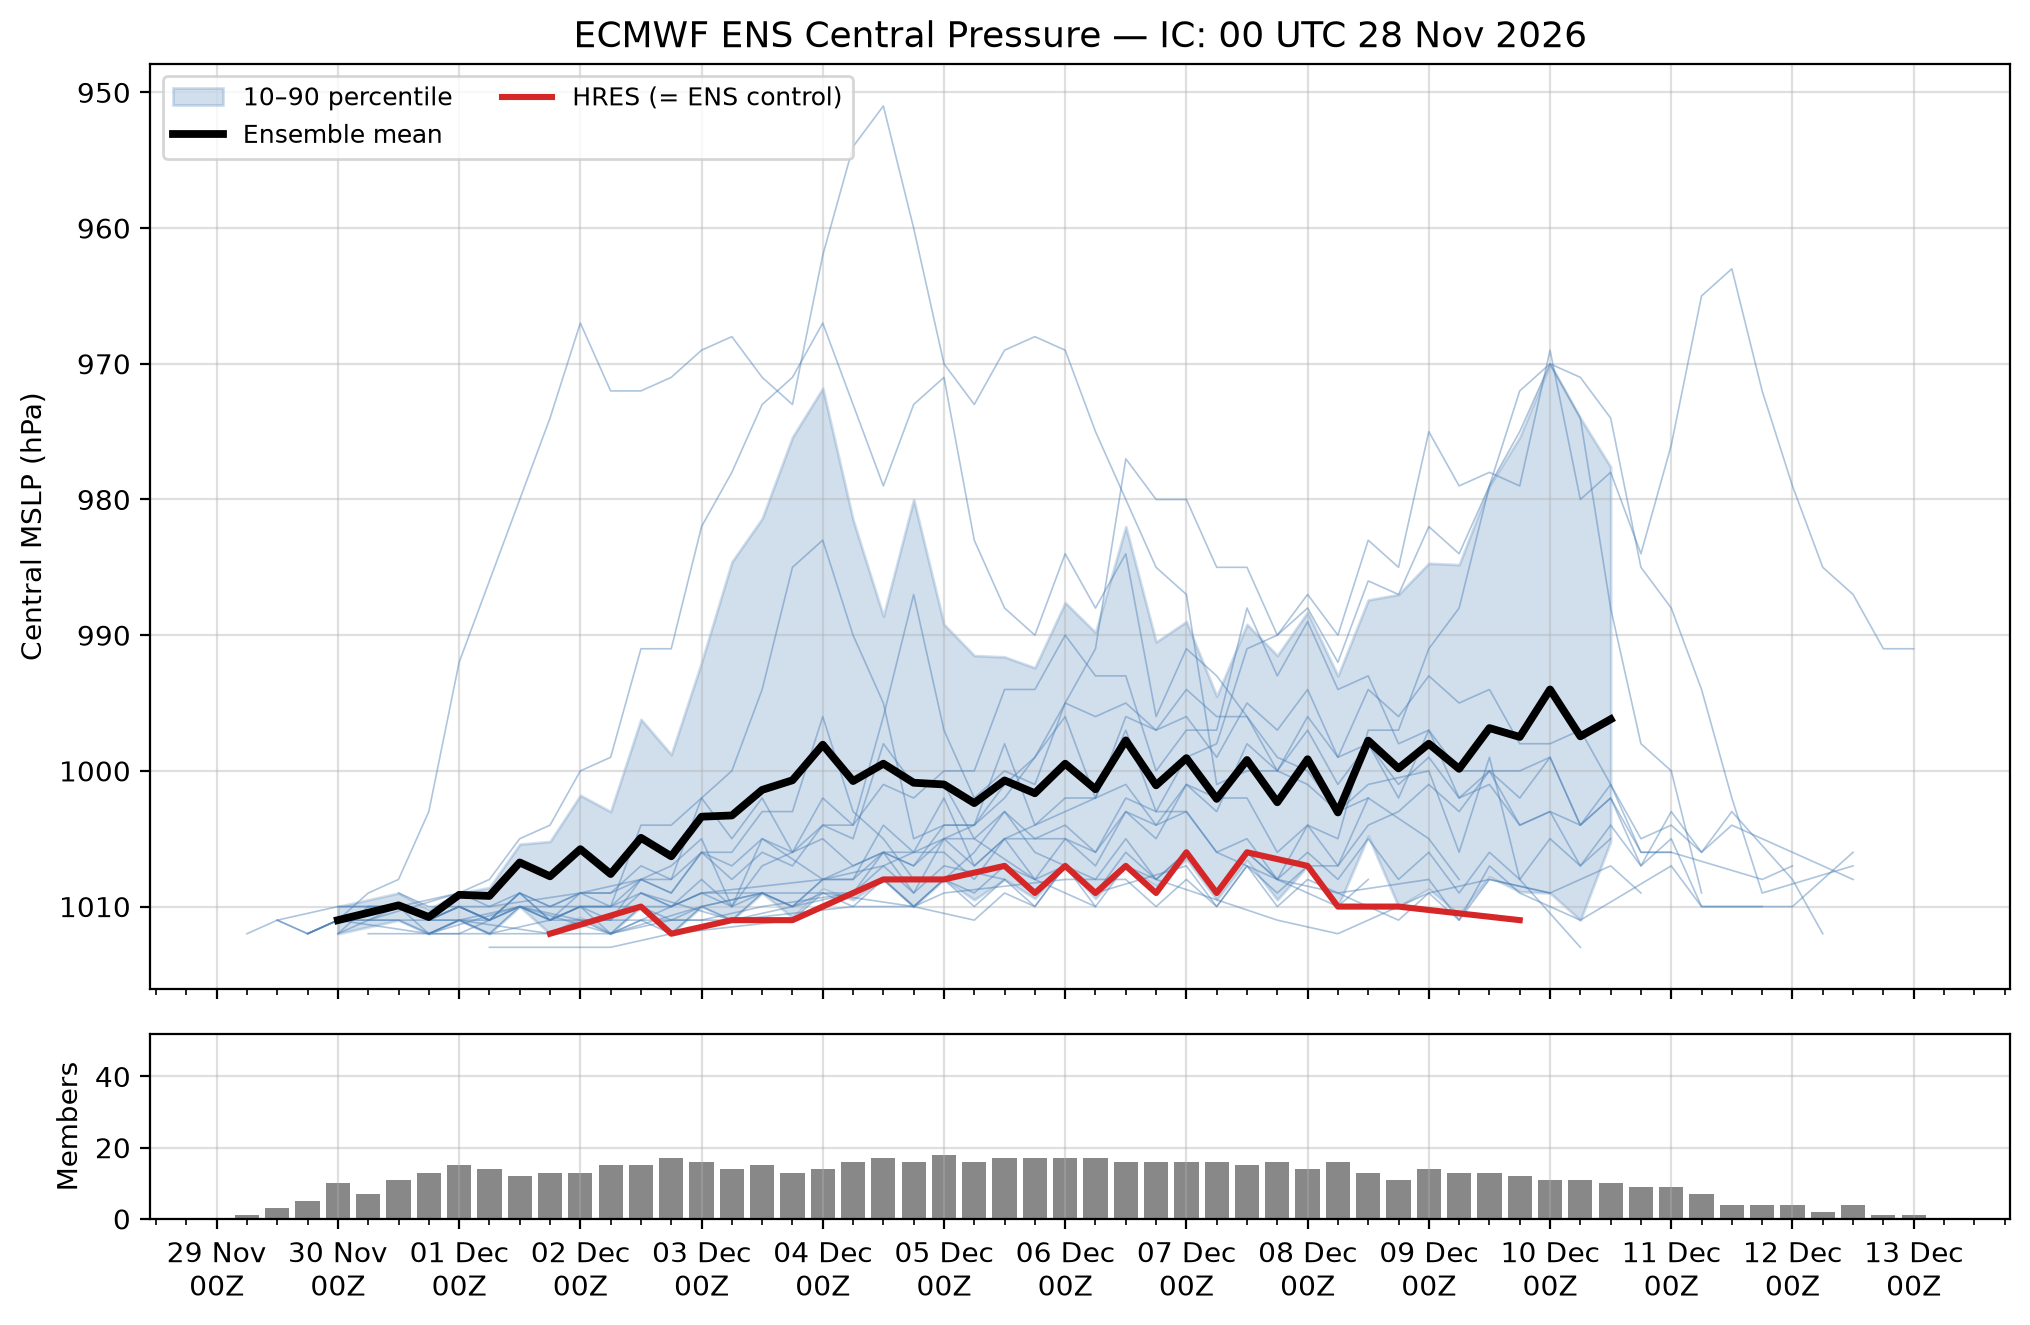 ECMWF ENS Central Pressure — IC: 00 UTC 28 Nov 2026
10–90 percentile
Ensemble mean
HRES (= ENS control)
Central MSLP (hPa)
950
960
970
980
990
1000
1010
Members
40
20
0
29 Nov 30 Nov 01 Dec 02 Dec 03 Dec 04 Dec 05 Dec 06 Dec 07 Dec 08 Dec 09 Dec 10 Dec 11 Dec 12 Dec 13 Dec
00Z 00Z 00Z 00Z 00Z 00Z 00Z 00Z 00Z 00Z 00Z 00Z 00Z 00Z 00Z